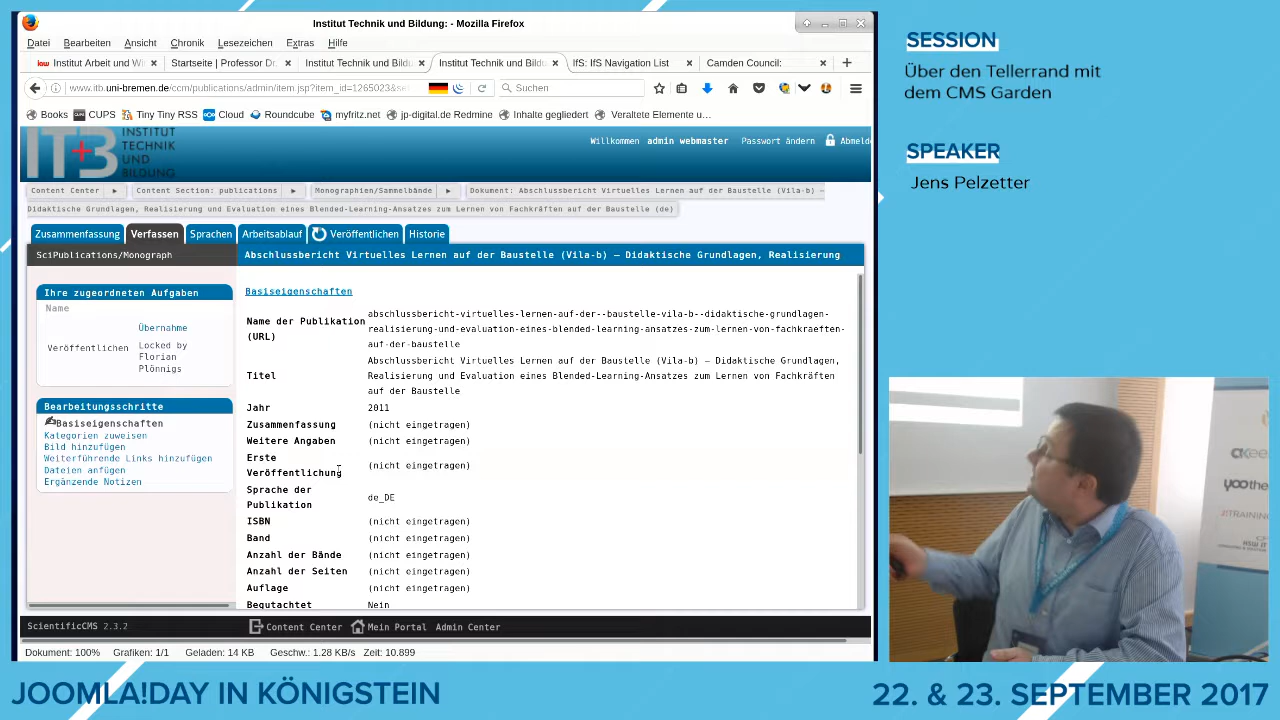 Institut Technik und Bildung: - Mozilla Firefox
Datei Bearbeiten Ansicht Chronik Lesezeichen Extras Hilfe
Institut Arbeit und Wi Startseite | Professor Dr. Institut Technik und Bildu Institut Technik und Bildu IfS: IfS Navigation List Camden Council:
www.itb.uni-bremen.de/ccm/publications/admin/item.jsp?item_id=1265023&se Suchen
Books CUPS Tiny Tiny RSS Cloud Roundcube myfritz.net jp-digital.de Redmine Inhalte gegliedert Veraltete Elemente u…
IT+B INSTITUT
TECHNIK
UND
BILDUNG
Willkommen admin webmaster Passwort ändern Abmeld
Content Center Content Section: publications Monographien/Sammelbände Dokument: Abschlussbericht Virtuelles Lernen auf der Baustelle (Vila-b) –
Didaktische Grundlagen, Realisierung und Evaluation eines Blended-Learning-Ansatzes zum Lernen von Fachkräften auf der Baustelle (de)
Zusammenfassung Verfassen Sprachen Arbeitsablauf Veröffentlichen Historie
SciPublications/Monograph Abschlussbericht Virtuelles Lernen auf der Baustelle (Vila-b) – Didaktische Grundlagen, Realisierung
Ihre zugeordneten Aufgaben
Name
Veröffentlichen
Übernahme
Locked by
Florian
Plönnigs
Bearbeitungsschritte
Basiseigenschaften
Kategorien zuweisen
Bild hinzufügen
Weiterführende Links hinzufügen
Dateien anfügen
Ergänzende Notizen
Basiseigenschaften
Name der Publikation
(URL)
abschlussbericht-virtuelles-lernen-auf-der--baustelle-vila-b--didaktische-grundlagen-
realisierung-und-evaluation-eines-blended-learning-ansatzes-zum-lernen-von-fachkraeften-
auf-der-baustelle
Titel
Abschlussbericht Virtuelles Lernen auf der Baustelle (Vila-b) – Didaktische Grundlagen,
Realisierung und Evaluation eines Blended-Learning-Ansatzes zum Lernen von Fachkräften
auf der Baustelle
Jahr 2011
Zusammenfassung (nicht eingetragen)
Weitere Angaben (nicht eingetragen)
Erste
Veröffentlichung (nicht eingetragen)
Sprache der
Publikation de_DE
ISBN (nicht eingetragen)
Band (nicht eingetragen)
Anzahl der Bände (nicht eingetragen)
Anzahl der Seiten (nicht eingetragen)
Auflage (nicht eingetragen)
Begutachtet Nein
ScientificCMS 2.3.2 Content Center Mein Portal Admin Center
Dokument: 100% Grafiken: 1/1 Geladen: 14 KB Geschw.: 1.28 KB/s Zeit: 10.899
SESSION
Über den Tellerrand mit
dem CMS Garden
SPEAKER
Jens Pelzetter
JOOMLA!DAY IN KÖNIGSTEIN
22. & 23. SEPTEMBER 2017